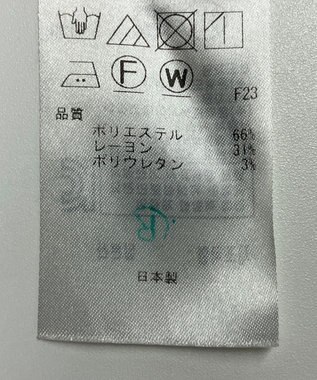 F W
F23
品質
ポリエステル 66%
レーヨン 31%
ポリウレタン 3%
R
日本製